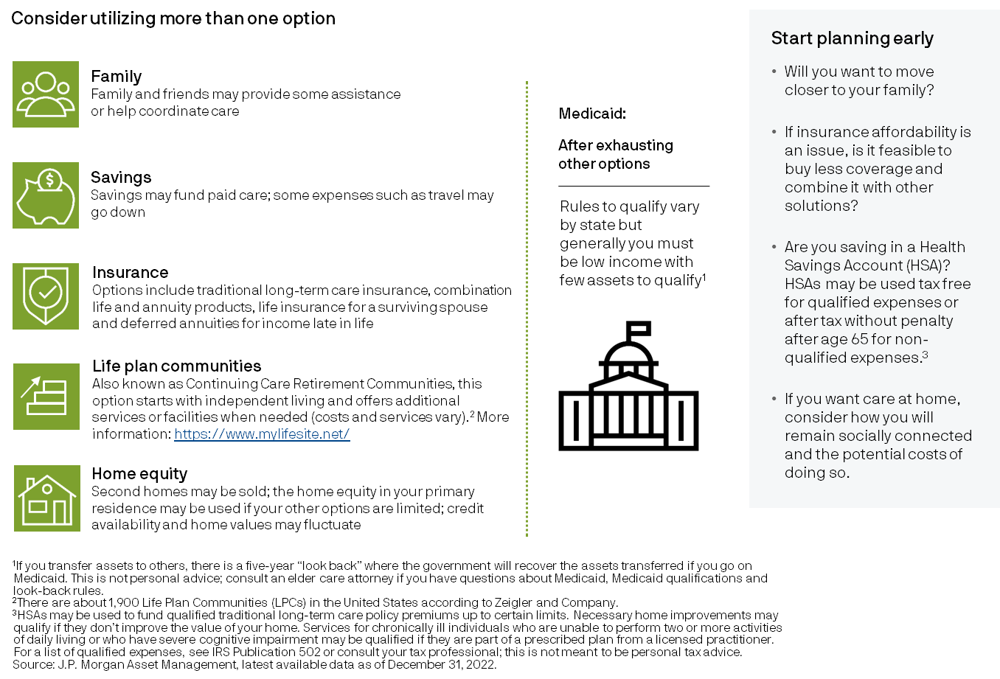 Consider utilizing more than one option
Family
Family and friends may provide some assistance
or help coordinate care
Savings
Savings may fund paid care; some expenses such as travel may
go down
Insurance
Options include traditional long-term care insurance, combination
life and annuity products, life insurance for a surviving spouse
and deferred annuities for income late in life
Life plan communities
Also known as Continuing Care Retirement Communities, this
option starts with independent living and offers additional
services or facilities when needed (costs and services vary).² More
information: https://www.mylifesite.net/
Home equity
Second homes may be sold; the home equity in your primary
residence may be used if your other options are limited; credit
availability and home values may fluctuate
Medicaid:
After exhausting
other options
Rules to qualify vary
by state but
generally you must
be low income with
few assets to qualify¹
Start planning early
• Will you want to move
closer to your family?
• If insurance affordability is
an issue, is it feasible to
buy less coverage and
combine it with other
solutions?
• Are you saving in a Health
Savings Account (HSA)?
HSAs may be used tax free
for qualified expenses or
after tax without penalty
after age 65 for non-
qualified expenses.³
• If you want care at home,
consider how you will
remain socially connected
and the potential costs of
doing so.
¹If you transfer assets to others, there is a five-year “look back” where the government will recover the assets transferred if you go on
Medicaid. This is not personal advice; consult an elder care attorney if you have questions about Medicaid, Medicaid qualifications and
look-back rules.
²There are about 1,900 Life Plan Communities (LPCs) in the United States according to Zeigler and Company.
³HSAs may be used to fund qualified traditional long-term care policy premiums up to certain limits. Necessary home improvements may
qualify if they don’t improve the value of your home. Services for chronically ill individuals who are unable to perform two or more activities
of daily living or who have severe cognitive impairment may be qualified if they are part of a prescribed plan from a licensed practitioner.
For a list of qualified expenses, see IRS Publication 502 or consult your tax professional; this is not meant to be personal tax advice.
Source: J.P. Morgan Asset Management, latest available data as of December 31, 2022.